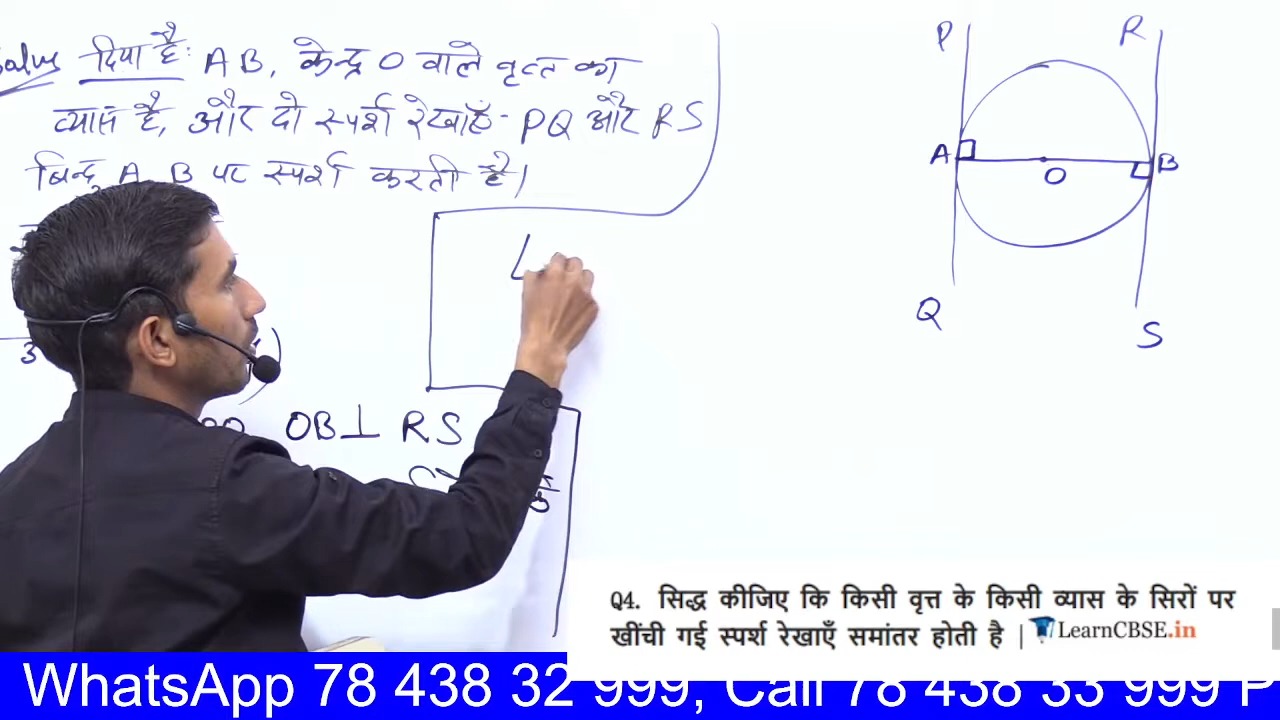 Solve दिया है: AB, केन्द्र O वाले वृत्त का
व्यास है, और दो स्पर्श रेखाएँ- PQ और RS
बिन्दु A, B पर स्पर्श करती है।
OB⊥ RS
P
R
A
B
O
Q
S
Q4. सिद्ध कीजिए कि किसी वृत्त के किसी व्यास के सिरों पर
खींची गई स्पर्श रेखाएँ समांतर होती है | LearnCBSE.in
WhatsApp 78 438 32 999, Call 78 438 33 999 P